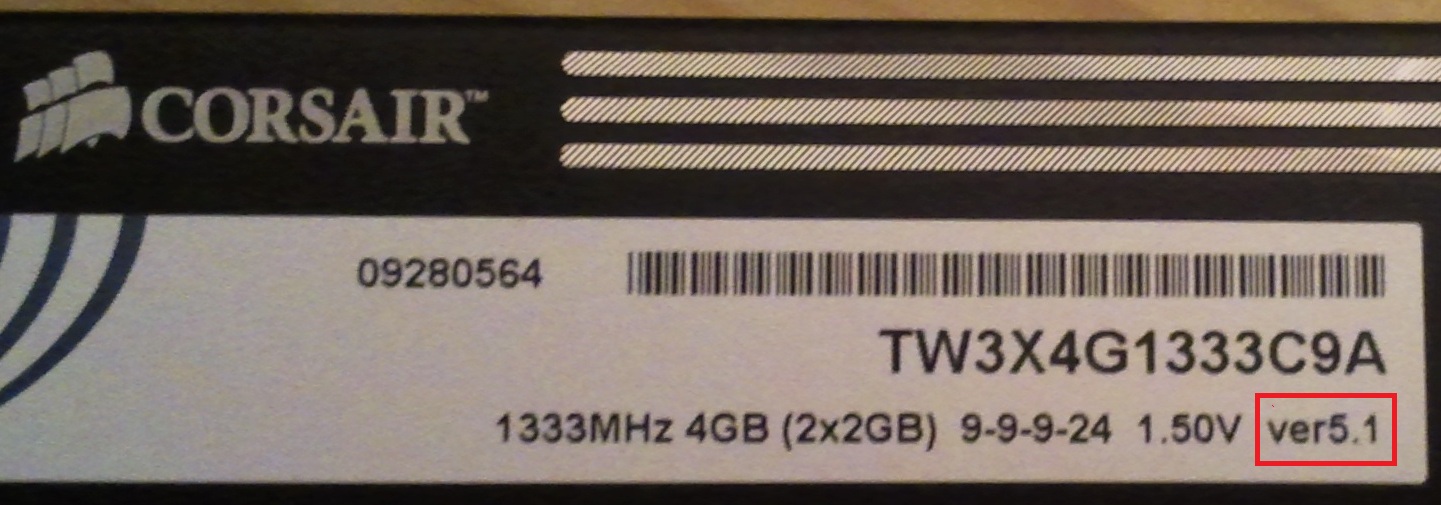 CORSAIR™
09280564
TW3X4G1333C9A
1333MHz 4GB (2x2GB) 9-9-9-24 1.50V ver5.1